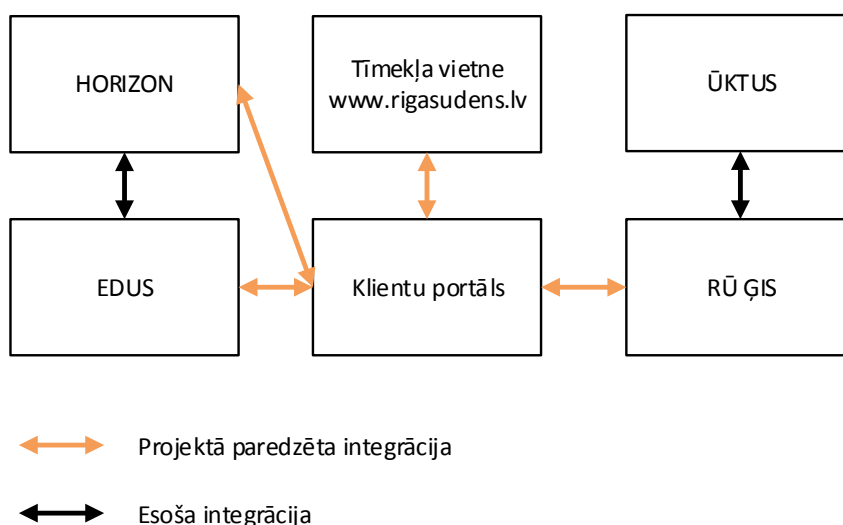 HORIZON
Tīmekļa vietne
www.rigasudens.lv
ŪKTUS
EDUS
Klientu portāls
RŪ ĢIS
Projektā paredzēta integrācija
Esoša integrācija